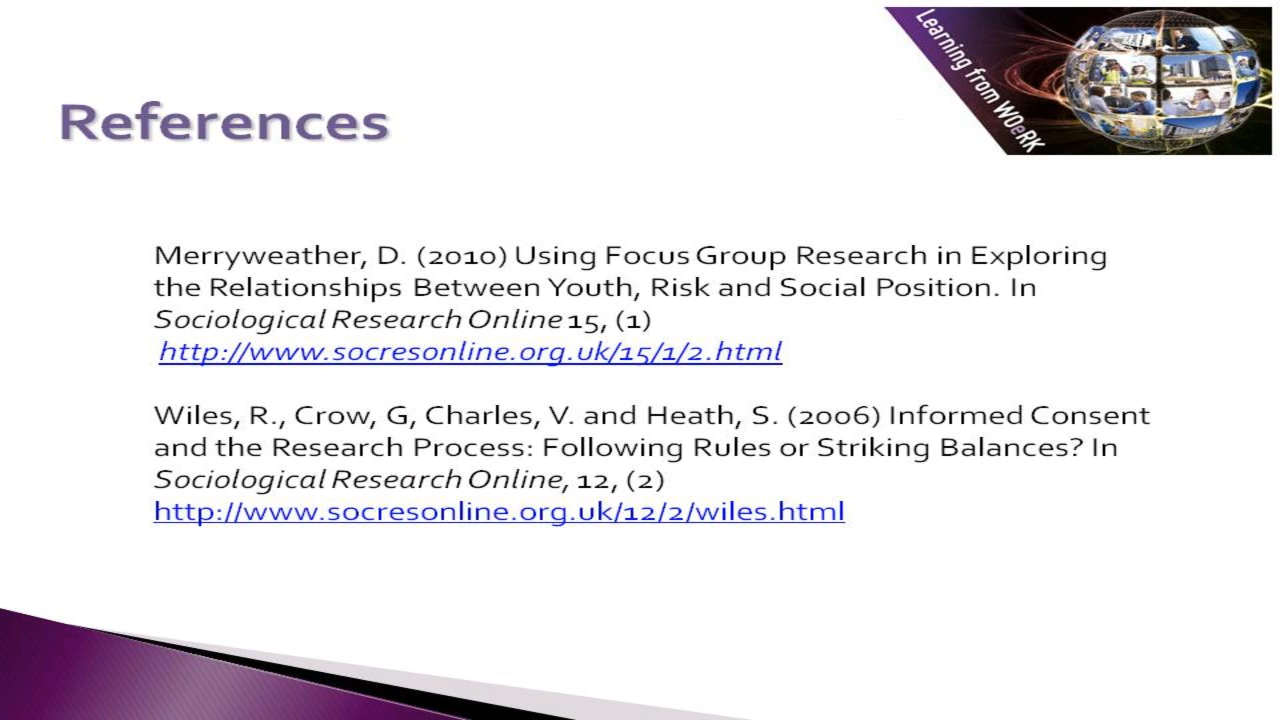 Learning from WOeRK
References
Merryweather, D. (2010) Using Focus Group Research in Exploring
the Relationships Between Youth, Risk and Social Position. In
Sociological Research Online 15, (1)
http://www.socresonline.org.uk/15/1/2.html
Wiles, R., Crow, G, Charles, V. and Heath, S. (2006) Informed Consent
and the Research Process: Following Rules or Striking Balances? In
Sociological Research Online, 12, (2)
http://www.socresonline.org.uk/12/2/wiles.html